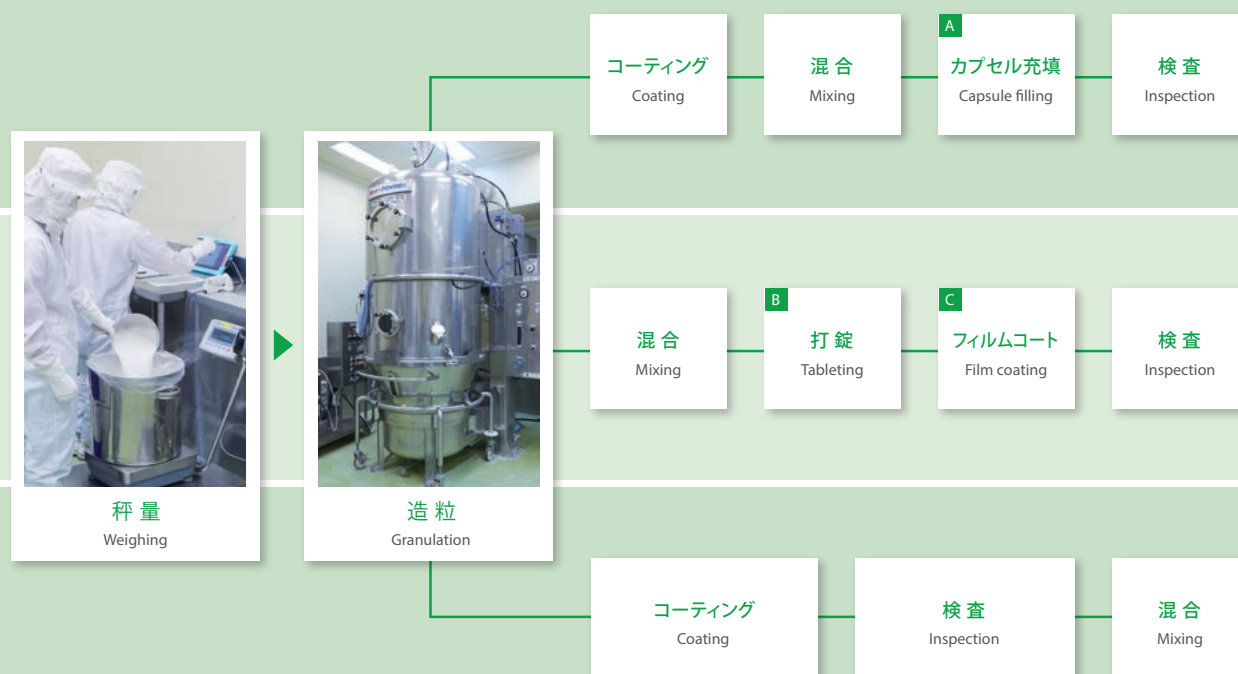 秤量
Weighing
造粒
Granulation
コーティング
Coating
混合
Mixing
A
カプセル充填
Capsule filling
検査
Inspection
混合
Mixing
B
打錠
Tableting
C
フィルムコート
Film coating
検査
Inspection
コーティング
Coating
検査
Inspection
混合
Mixing